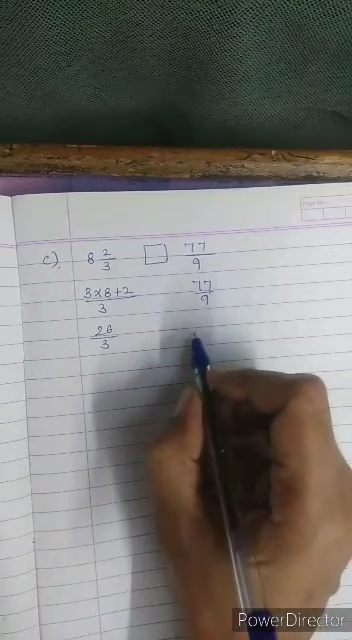 c). 8 2/3 □ 77/9
3×8+2/3 77/9
26/3
PowerDirector